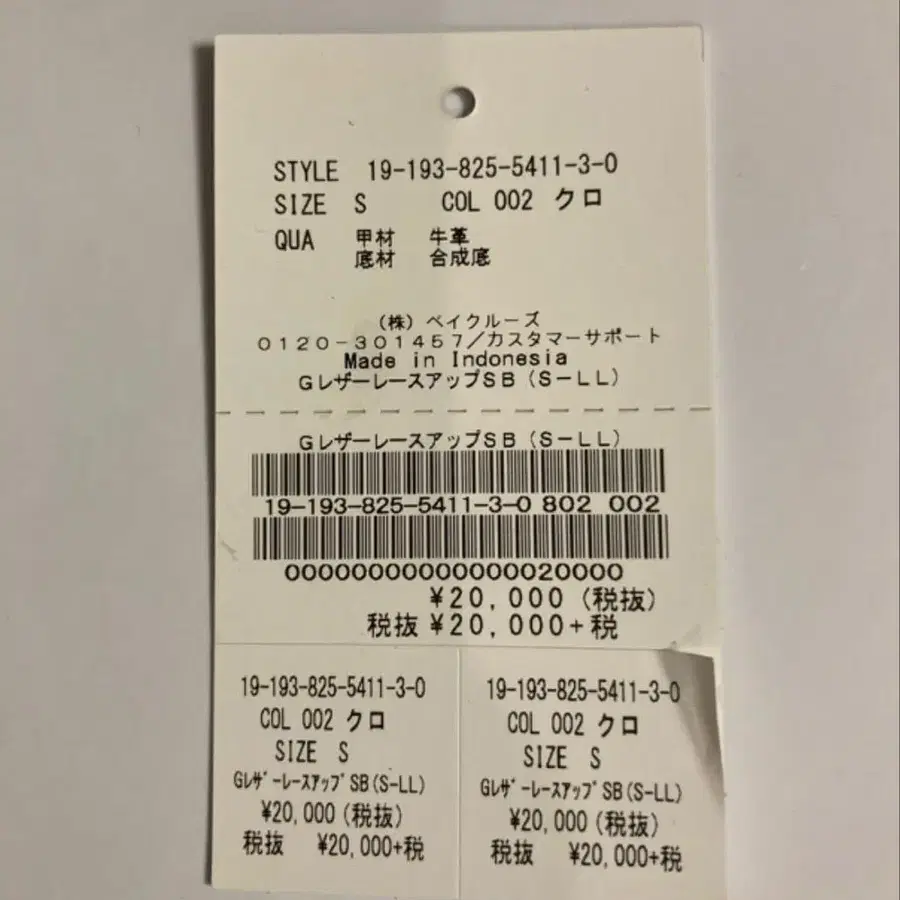 STYLE 19-193-825-5411-3-0
SIZE S COL 002 クロ
QUA 甲材 牛革
底材 合成底
(株) ベイクルーズ
0120-301457/カスタマーサポート
Made in Indonesia
GレザーレースアップSB (S-LL)
GレザーレースアップSB (S-LL)
19-193-825-5411-3-0 802 002
00000000000000020000
¥20,000 (税抜)
税抜 ¥20,000+税
19-193-825-5411-3-0
COL 002 クロ
SIZE S
GレザーレースアップSB(S-LL)
¥20,000 (税抜)
税抜 ¥20,000+税
19-193-825-5411-3-0
COL 002 クロ
SIZE S
GレザーレースアップSB(S-LL)
¥20,000 (税抜)
税抜 ¥20,000+税